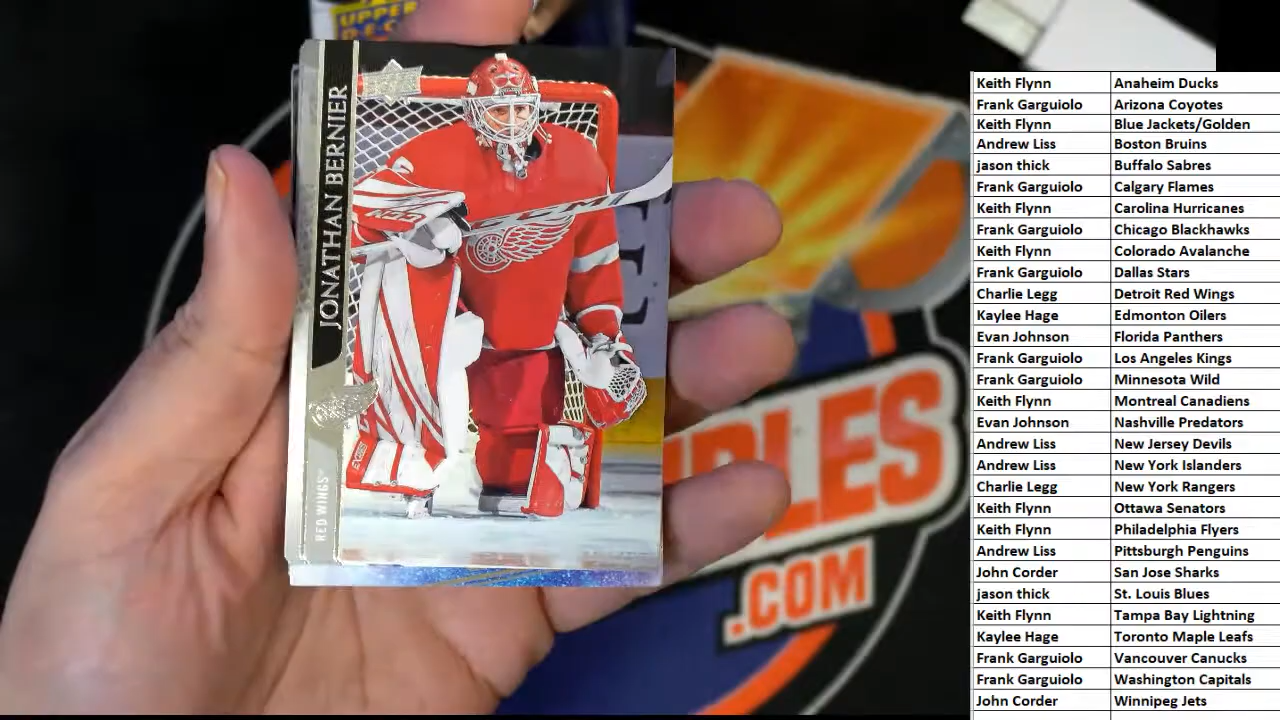 UPPER
DEC
JONATHAN BERNIER
RED WINGS
CCM
.COM
Keith Flynn Anaheim Ducks
Frank Garguiolo Arizona Coyotes
Keith Flynn Blue Jackets/Golden
Andrew Liss Boston Bruins
jason thick Buffalo Sabres
Frank Garguiolo Calgary Flames
Keith Flynn Carolina Hurricanes
Frank Garguiolo Chicago Blackhawks
Keith Flynn Colorado Avalanche
Frank Garguiolo Dallas Stars
Charlie Legg Detroit Red Wings
Kaylee Hage Edmonton Oilers
Evan Johnson Florida Panthers
Frank Garguiolo Los Angeles Kings
Frank Garguiolo Minnesota Wild
Keith Flynn Montreal Canadiens
Evan Johnson Nashville Predators
Andrew Liss New Jersey Devils
Andrew Liss New York Islanders
Charlie Legg New York Rangers
Keith Flynn Ottawa Senators
Keith Flynn Philadelphia Flyers
Andrew Liss Pittsburgh Penguins
John Corder San Jose Sharks
jason thick St. Louis Blues
Keith Flynn Tampa Bay Lightning
Kaylee Hage Toronto Maple Leafs
Frank Garguiolo Vancouver Canucks
Frank Garguiolo Washington Capitals
John Corder Winnipeg Jets